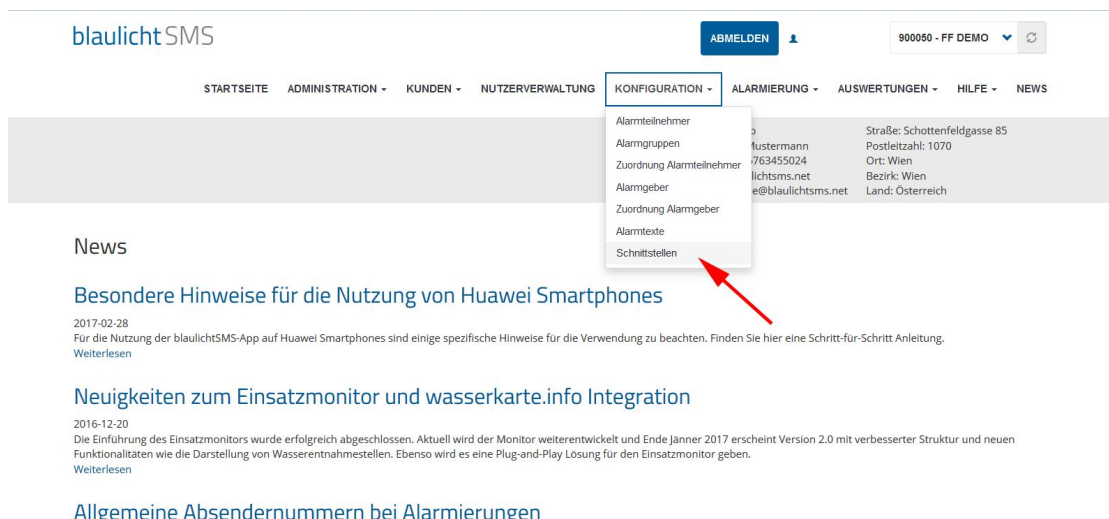 blaulichtSMS
ABMELDEN
900050 - FF DEMO
STARTSEITE ADMINISTRATION KUNDEN NUTZERVERWALTUNG KONFIGURATION ALARMIERUNG AUSWERTUNGEN HILFE NEWS
Alarmteilnehmer
Alarmgruppen
Zuordnung Alarmteilnehmer
Alarmgeber
Zuordnung Alarmgeber
Alarmtexte
Schnittstellen
Straße: Schottenfeldgasse 85
Postleitzahl: 1070
Ort: Wien
Bezirk: Wien
Land: Österreich
News
Besondere Hinweise für die Nutzung von Huawei Smartphones
2017-02-28
Für die Nutzung der blaulichtSMS-App auf Huawei Smartphones sind einige spezifische Hinweise für die Verwendung zu beachten. Finden Sie hier eine Schritt-für-Schritt Anleitung.
Weiterlesen
Neuigkeiten zum Einsatzmonitor und wasserkarte.info Integration
2016-12-20
Die Einführung des Einsatzmonitors wurde erfolgreich abgeschlossen. Aktuell wird der Monitor weiterentwickelt und Ende Jänner 2017 erscheint Version 2.0 mit verbesserter Struktur und neuen
Funktionalitäten wie die Darstellung von Wasserentnahmestellen. Ebenso wird es eine Plug-and-Play Lösung für den Einsatzmonitor geben.
Weiterlesen
Allgemeine Absendernummern bei Alarmierungen